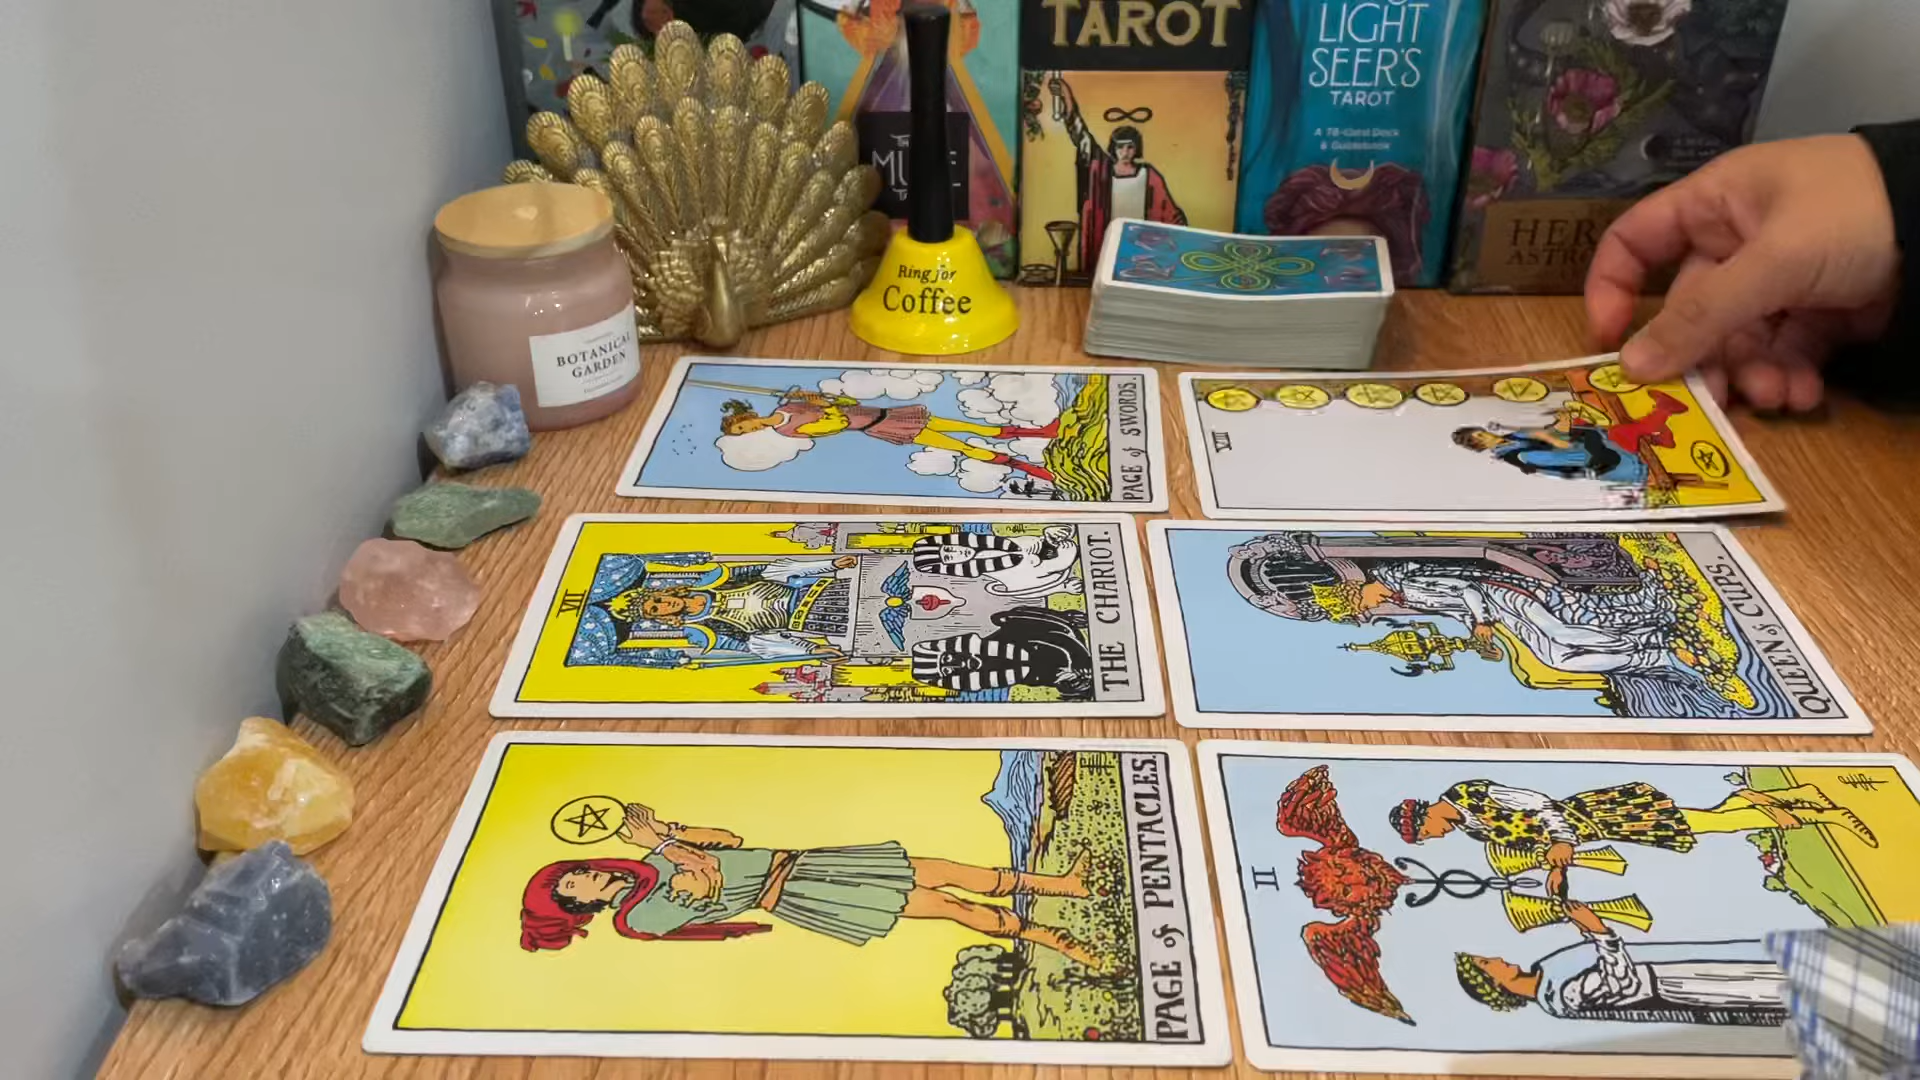 TAROT
LIGHT
SEER'S
TAROT
A 78-Card Deck
& Guidebook
Ring for
Coffee
BOTANICAL
GARDEN
PAGE of SWORDS.
VIII
VII
THE CHARIOT.
QUEEN of CUPS.
PAGE of PENTACLES.
II